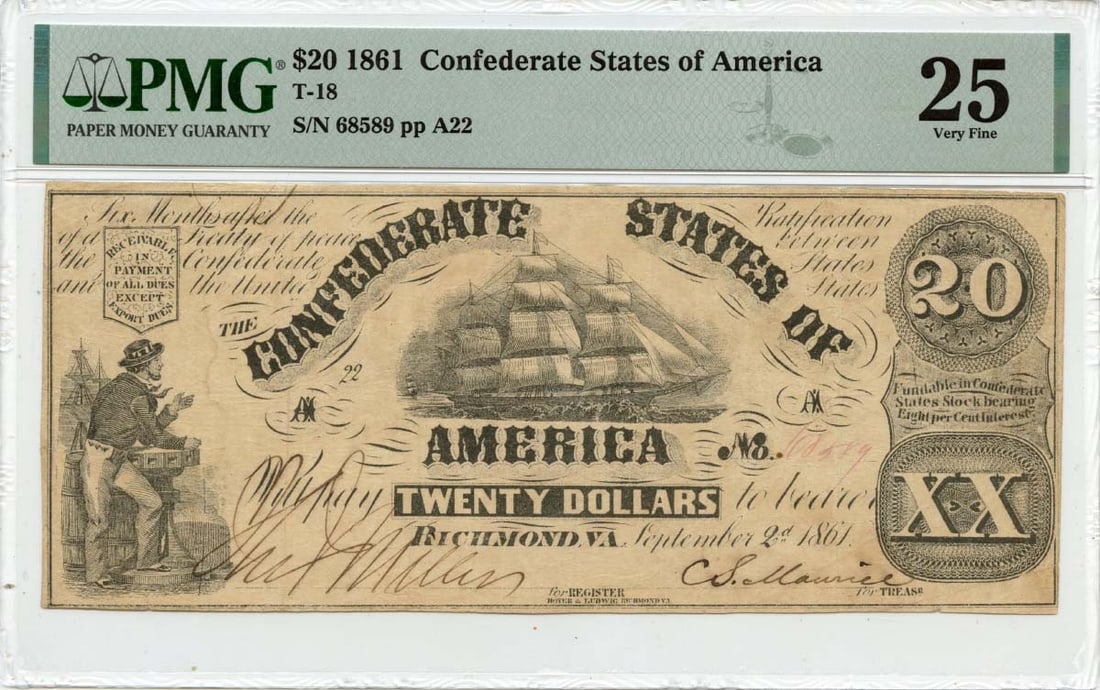 PMG® $20 1861 Confederate States of America 25
T-18
PAPER MONEY GUARANTY S/N 68589 pp A22 Very Fine
Six Months after the Ratification
of a Treaty of peace between
the Confederate States
and the United States
RECEIVABLE
IN
PAYMENT
OF ALL DUES
EXCEPT
EXPORT DUES
THE CONFEDERATE STATES OF
AMERICA
20
22
A A
No. 68589
Fundable in Confederate
States Stock bearing
Eight per Cent Interest.
XX
Will pay TWENTY DOLLARS to bearer
RICHMOND, VA. September 2d 1861.
C.S. Maurice
for REGISTER for TREASR
HOYER & LUDWIG, RICHMOND VA